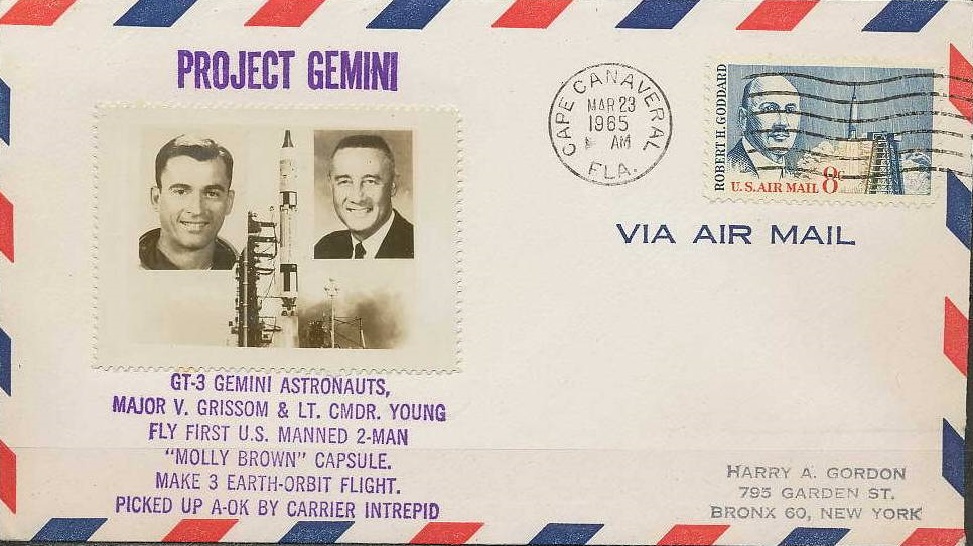 PROJECT GEMINI
GT-3 GEMINI ASTRONAUTS,
MAJOR V. GRISSOM & LT. CMDR. YOUNG
FLY FIRST U.S. MANNED 2-MAN
"MOLLY BROWN" CAPSULE.
MAKE 3 EARTH-ORBIT FLIGHT.
PICKED UP A-OK BY CARRIER INTREPID
CAPE CANAVERAL
MAR 23
1965
AM
FLA.
ROBERT H. GODDARD
U.S. AIR MAIL 8c
VIA AIR MAIL
HARRY A. GORDON
795 GARDEN ST.
BRONX 60, NEW YORK